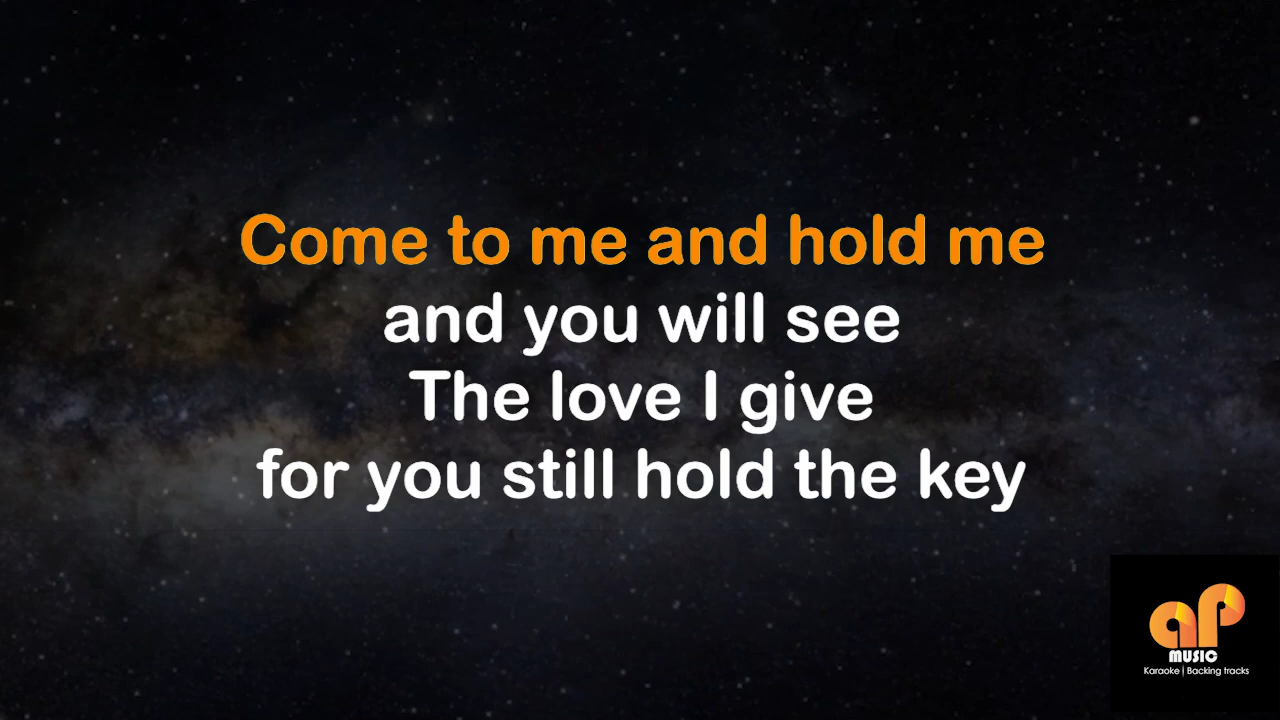 Come to me and hold me
and you will see
The love I give
for you still hold the key
aP
MUSIC
Karaoke | Backing tracks